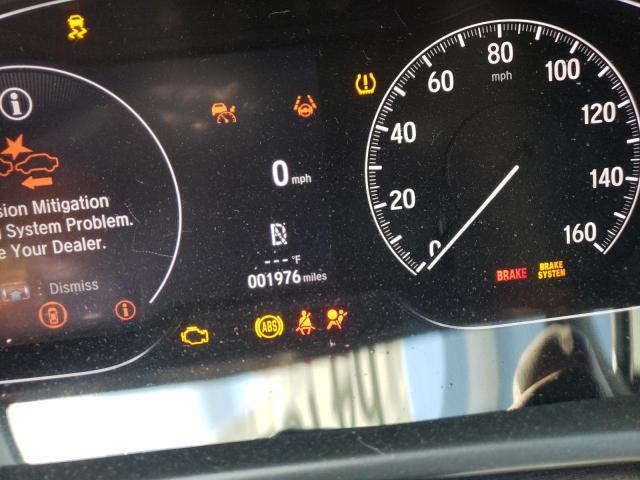 80
60
100
mph
120
40
0 mph
sion Mitigation
System Problem.
e Your Dealer.
140
20
160
0
--- °F
001976 miles
Dismiss
BRAKE
BRAKE
SYSTEM
ABS